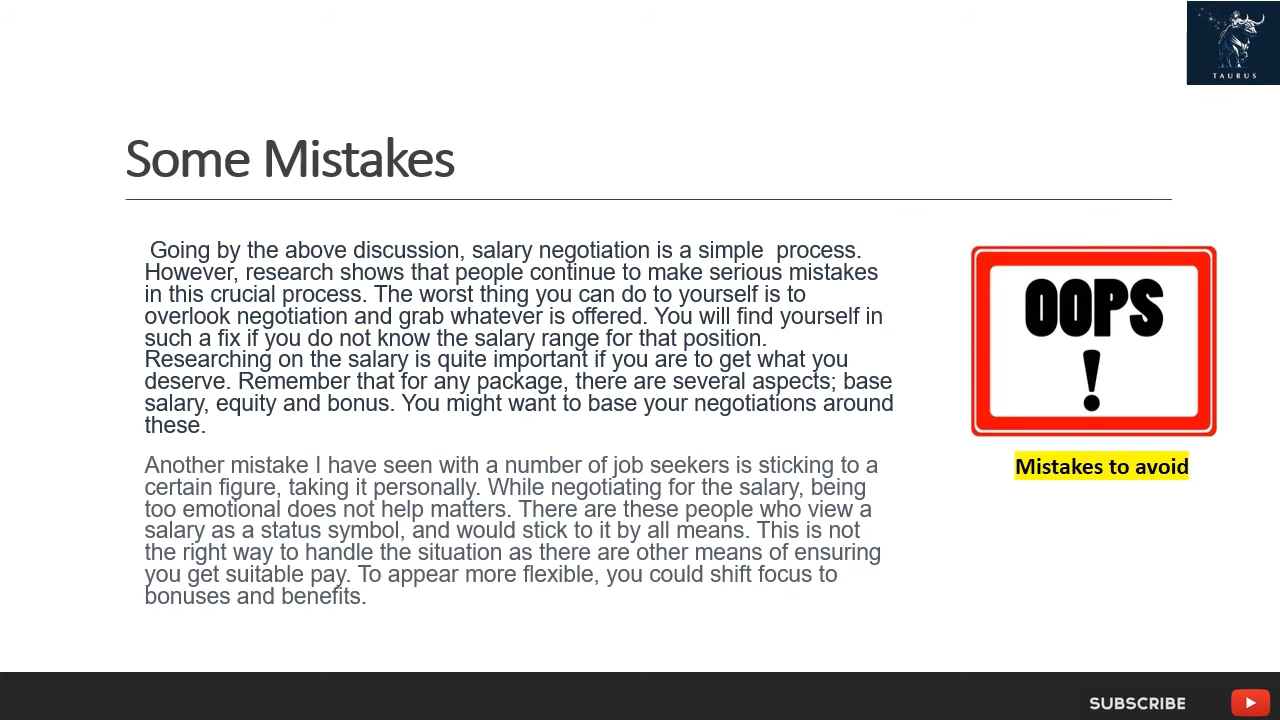 TAURUS
Some Mistakes
Going by the above discussion, salary negotiation is a simple  process.
However, research shows that people continue to make serious mistakes
in this crucial process. The worst thing you can do to yourself is to
overlook negotiation and grab whatever is offered. You will find yourself in
such a fix if you do not know the salary range for that position.
Researching on the salary is quite important if you are to get what you
deserve. Remember that for any package, there are several aspects; base
salary, equity and bonus. You might want to base your negotiations around
these.
Another mistake I have seen with a number of job seekers is sticking to a
certain figure, taking it personally. While negotiating for the salary, being
too emotional does not help matters. There are these people who view a
salary as a status symbol, and would stick to it by all means. This is not
the right way to handle the situation as there are other means of ensuring
you get suitable pay. To appear more flexible, you could shift focus to
bonuses and benefits.
OOPS
!
Mistakes to avoid
SUBSCRIBE